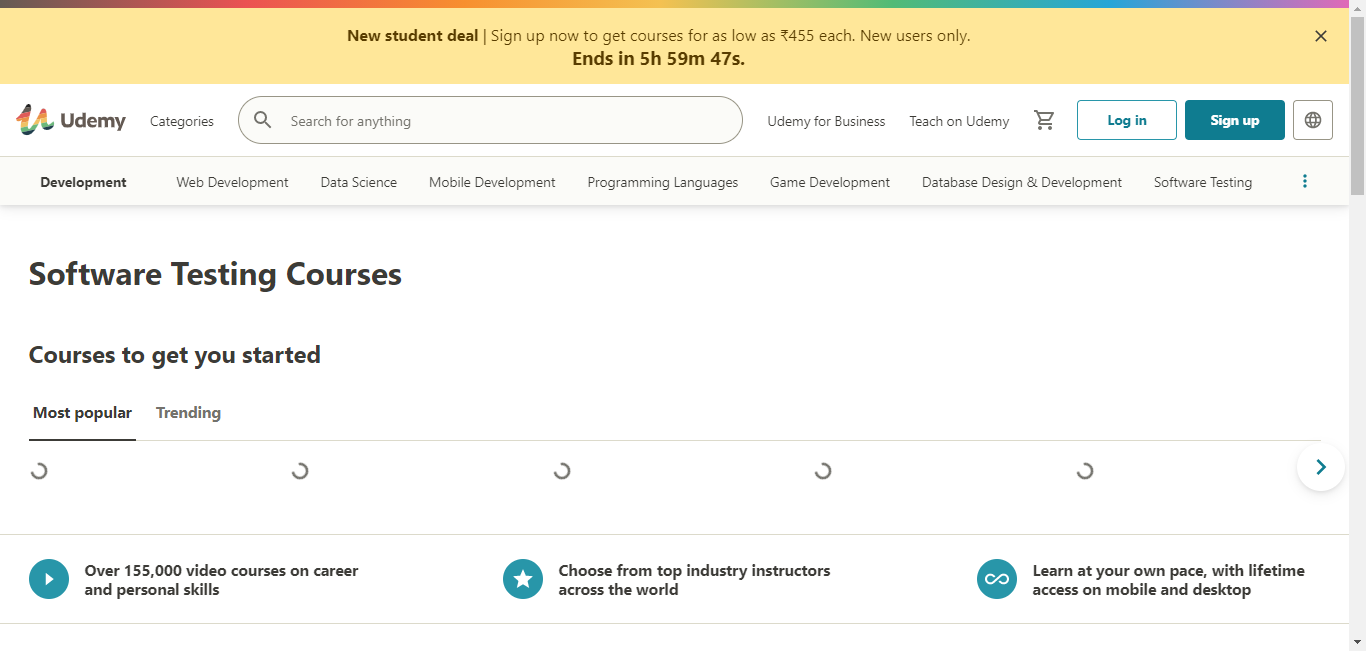 New student deal | Sign up now to get courses for as low as ₹455 each. New users only.
Ends in 5h 59m 47s.
Udemy
Categories
Search for anything
Udemy for Business
Teach on Udemy
Log in
Sign up
Development
Web Development
Data Science
Mobile Development
Programming Languages
Game Development
Database Design & Development
Software Testing
Software Testing Courses
Courses to get you started
Most popular
Trending
Over 155,000 video courses on career
and personal skills
Choose from top industry instructors
across the world
Learn at your own pace, with lifetime
access on mobile and desktop